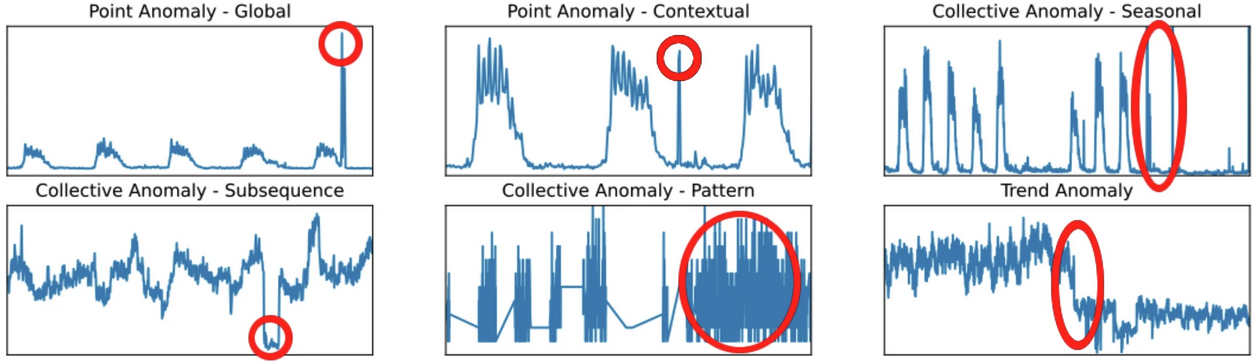 Point Anomaly - Global
Point Anomaly - Contextual
Collective Anomaly - Seasonal
Collective Anomaly - Subsequence
Collective Anomaly - Pattern
Trend Anomaly